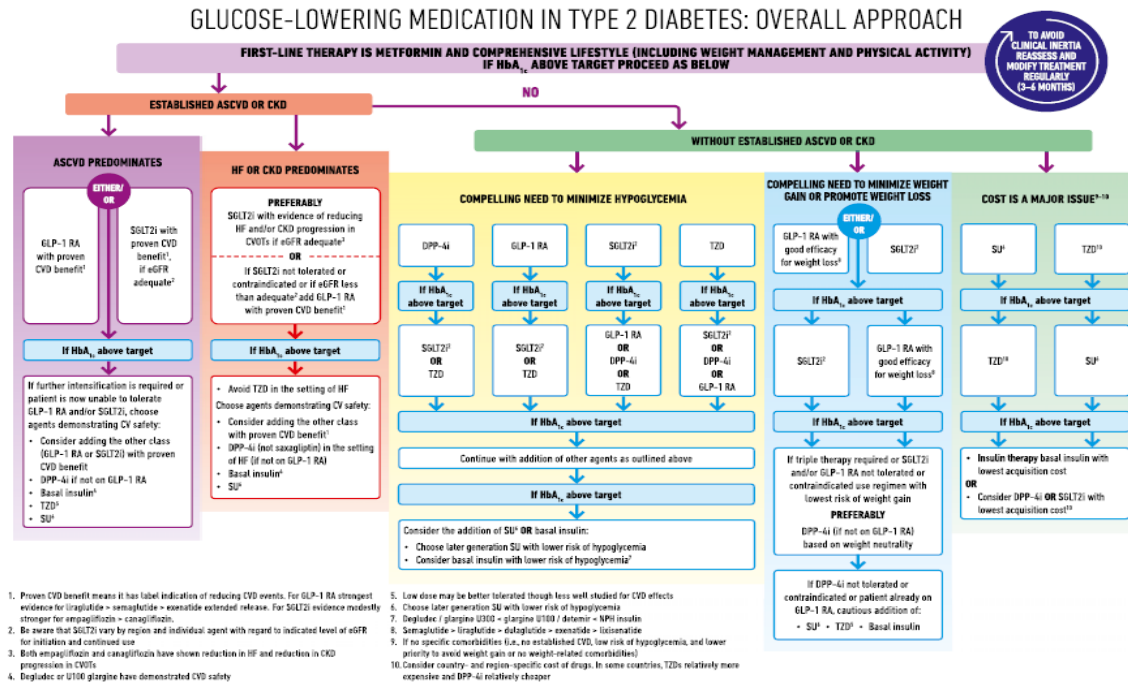 GLUCOSE-LOWERING MEDICATION IN TYPE 2 DIABETES: OVERALL APPROACH
TO AVOID
CLINICAL INERTIA
REASSESS AND
MODIFY TREATMENT
REGULARLY
(3–6 MONTHS)
FIRST-LINE THERAPY IS METFORMIN AND COMPREHENSIVE LIFESTYLE (INCLUDING WEIGHT MANAGEMENT AND PHYSICAL ACTIVITY)
IF HbA1c ABOVE TARGET PROCEED AS BELOW
NO
ESTABLISHED ASCVD OR CKD
WITHOUT ESTABLISHED ASCVD OR CKD
ASCVD PREDOMINATES
EITHER/
OR
GLP-1 RA
with proven
CVD benefit1
SGLT2i with
proven CVD
benefit1,
if eGFR
adequate2
If HbA1c above target
If further intensification is required or
patient is now unable to tolerate
GLP-1 RA and/or SGLT2i, choose
agents demonstrating CV safety:
• Consider adding the other class
(GLP-1 RA or SGLT2i) with proven
CVD benefit
• DPP-4i if not on GLP-1 RA
• Basal insulin4
• TZD5
• SU6
HF OR CKD PREDOMINATES
PREFERABLY
SGLT2i with evidence of reducing
HF and/or CKD progression in
CVOTs if eGFR adequate3
OR
If SGLT2i not tolerated or
contraindicated or if eGFR less
than adequate2 add GLP-1 RA
with proven CVD benefit1
If HbA1c above target
• Avoid TZD in the setting of HF
Choose agents demonstrating CV safety:
• Consider adding the other class
with proven CVD benefit1
• DPP-4i (not saxagliptin) in the setting
of HF (if not on GLP-1 RA)
• Basal insulin4
• SU6
COMPELLING NEED TO MINIMIZE HYPOGLYCEMIA
DPP-4i
GLP-1 RA
SGLT2i2
TZD
If HbA1c
above target
If HbA1c
above target
If HbA1c
above target
If HbA1c
above target
SGLT2i2
OR
TZD
SGLT2i2
OR
TZD
GLP-1 RA
OR
DPP-4i
OR
TZD
SGLT2i2
OR
DPP-4i
OR
GLP-1 RA
If HbA1c above target
Continue with addition of other agents as outlined above
If HbA1c above target
Consider the addition of SU6 OR basal insulin:
• Choose later generation SU with lower risk of hypoglycemia
• Consider basal insulin with lower risk of hypoglycemia7
COMPELLING NEED TO MINIMIZE WEIGHT
GAIN OR PROMOTE WEIGHT LOSS
EITHER/
OR
GLP-1 RA with
good efficacy
for weight loss8
SGLT2i2
If HbA1c above target
SGLT2i2
GLP-1 RA with
good efficacy
for weight loss8
If HbA1c above target
If triple therapy required or SGLT2i
and/or GLP-1 RA not tolerated or
contraindicated use regimen with
lowest risk of weight gain
PREFERABLY
DPP-4i (if not on GLP-1 RA)
based on weight neutrality
If DPP-4i not tolerated or
contraindicated or patient already
on GLP-1 RA, cautious addition of:
• SU6 • TZD5 • Basal insulin
COST IS A MAJOR ISSUE9-10
SU6
TZD10
If HbA1c above target
TZD10
SU6
If HbA1c above target
• Insulin therapy basal insulin with
lowest acquisition cost
OR
• Consider DPP-4i OR SGLT2i with
lowest acquisition cost10
1. Proven CVD benefit means it has label indication of reducing CVD events. For GLP-1 RA strongest
evidence for liraglutide > semaglutide > exenatide extended release. For SGLT2i evidence modestly
stronger for empagliflozin > canagliflozin.
2. Be aware that SGLT2i vary by region and individual agent with regard to indicated level of eGFR
for initiation and continued use
3. Both empagliflozin and canagliflozin have shown reduction in HF and reduction in CKD
progression in CVOTs
4. Degludec or U100 glargine have demonstrated CVD safety
5. Low dose may be better tolerated though less well studied for CVD effects
6. Choose later generation SU with lower risk of hypoglycemia
7. Degludec / glargine U300 < glargine U100 / detemir < NPH insulin
8. Semaglutide > liraglutide > dulaglutide > exenatide > lixisenatide
9. If no specific comorbidities (i.e., no established CVD, low risk of hypoglycemia, and lower
priority to avoid weight gain or no weight-related comorbidities)
10. Consider country- and region-specific cost of drugs. In some countries, TZDs relatively more
expensive and DPP-4i relatively cheaper